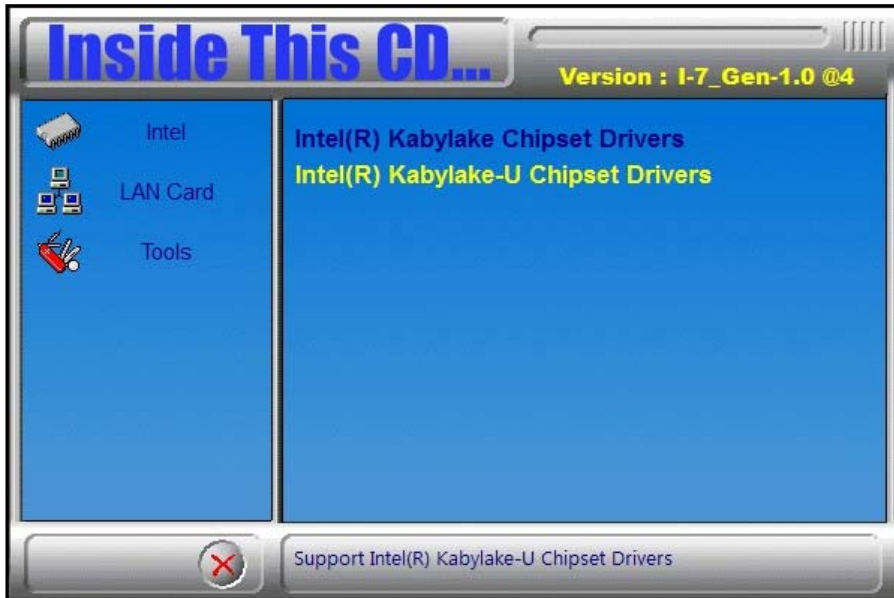 Inside This CD...
Version : I-7_Gen-1.0 @4
Intel
LAN Card
Tools
Intel(R) Kabylake Chipset Drivers
Intel(R) Kabylake-U Chipset Drivers
Support Intel(R) Kabylake-U Chipset Drivers